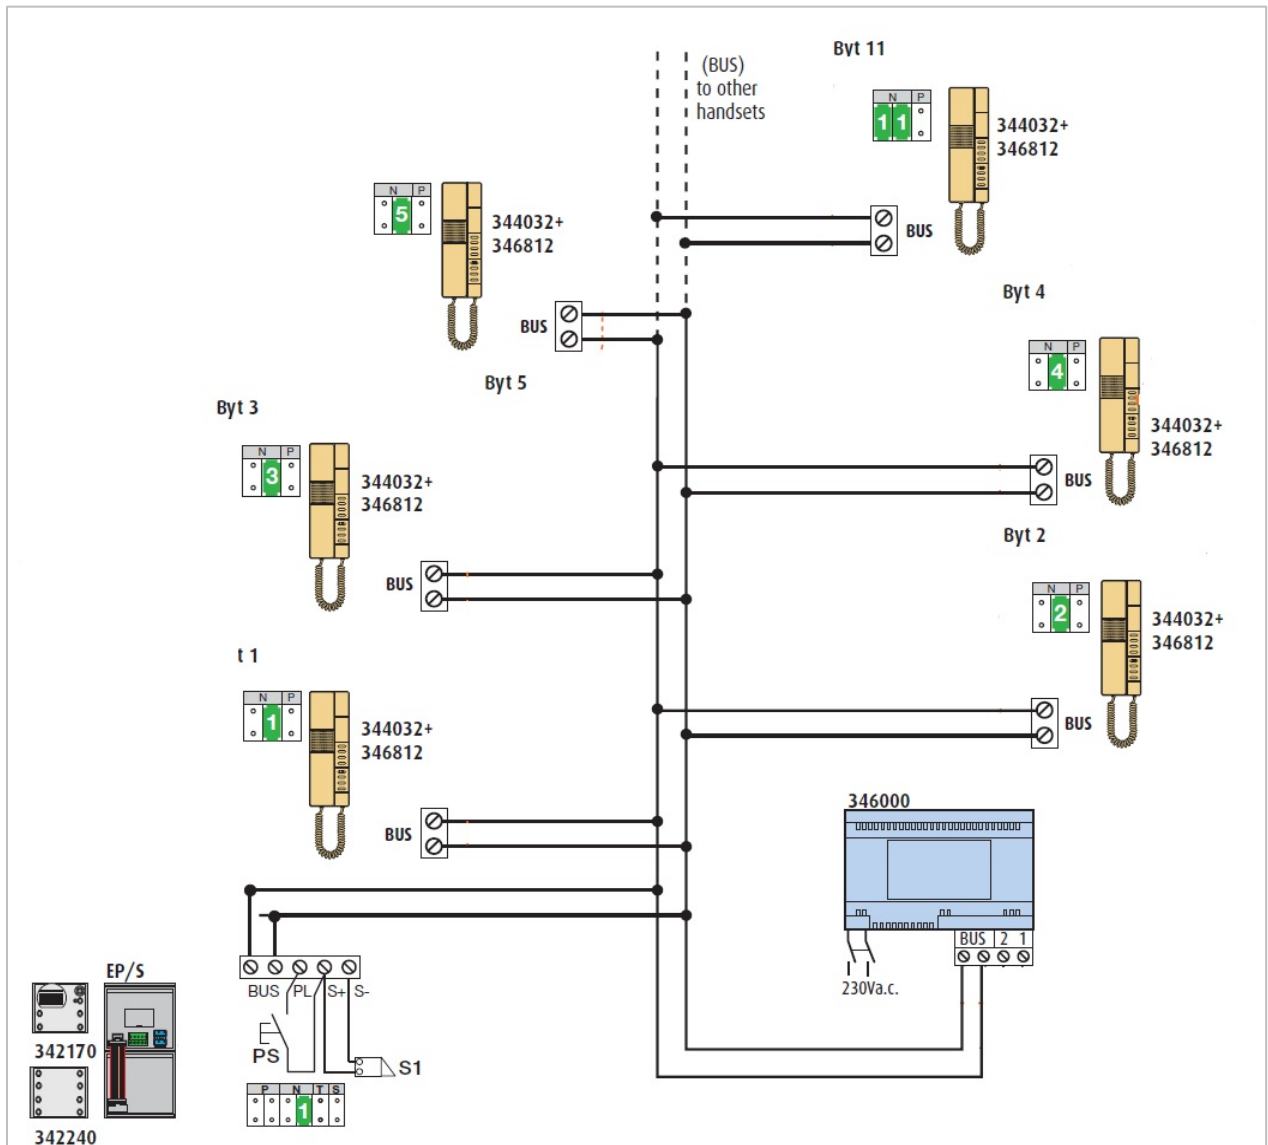 Byt 11
(BUS)
to other
handsets
N P
1 1
344032+
346812
BUS
N P
5
344032+
346812
BUS
Byt 5
Byt 4
N P
4
344032+
346812
BUS
Byt 3
N P
3
344032+
346812
BUS
Byt 2
N P
2
344032+
346812
BUS
t 1
N P
1
344032+
346812
BUS
346000
BUS 2 1
230Va.c.
EP/S
342170
342240
BUS PL S+ S-
PS
S1
P N T S
1